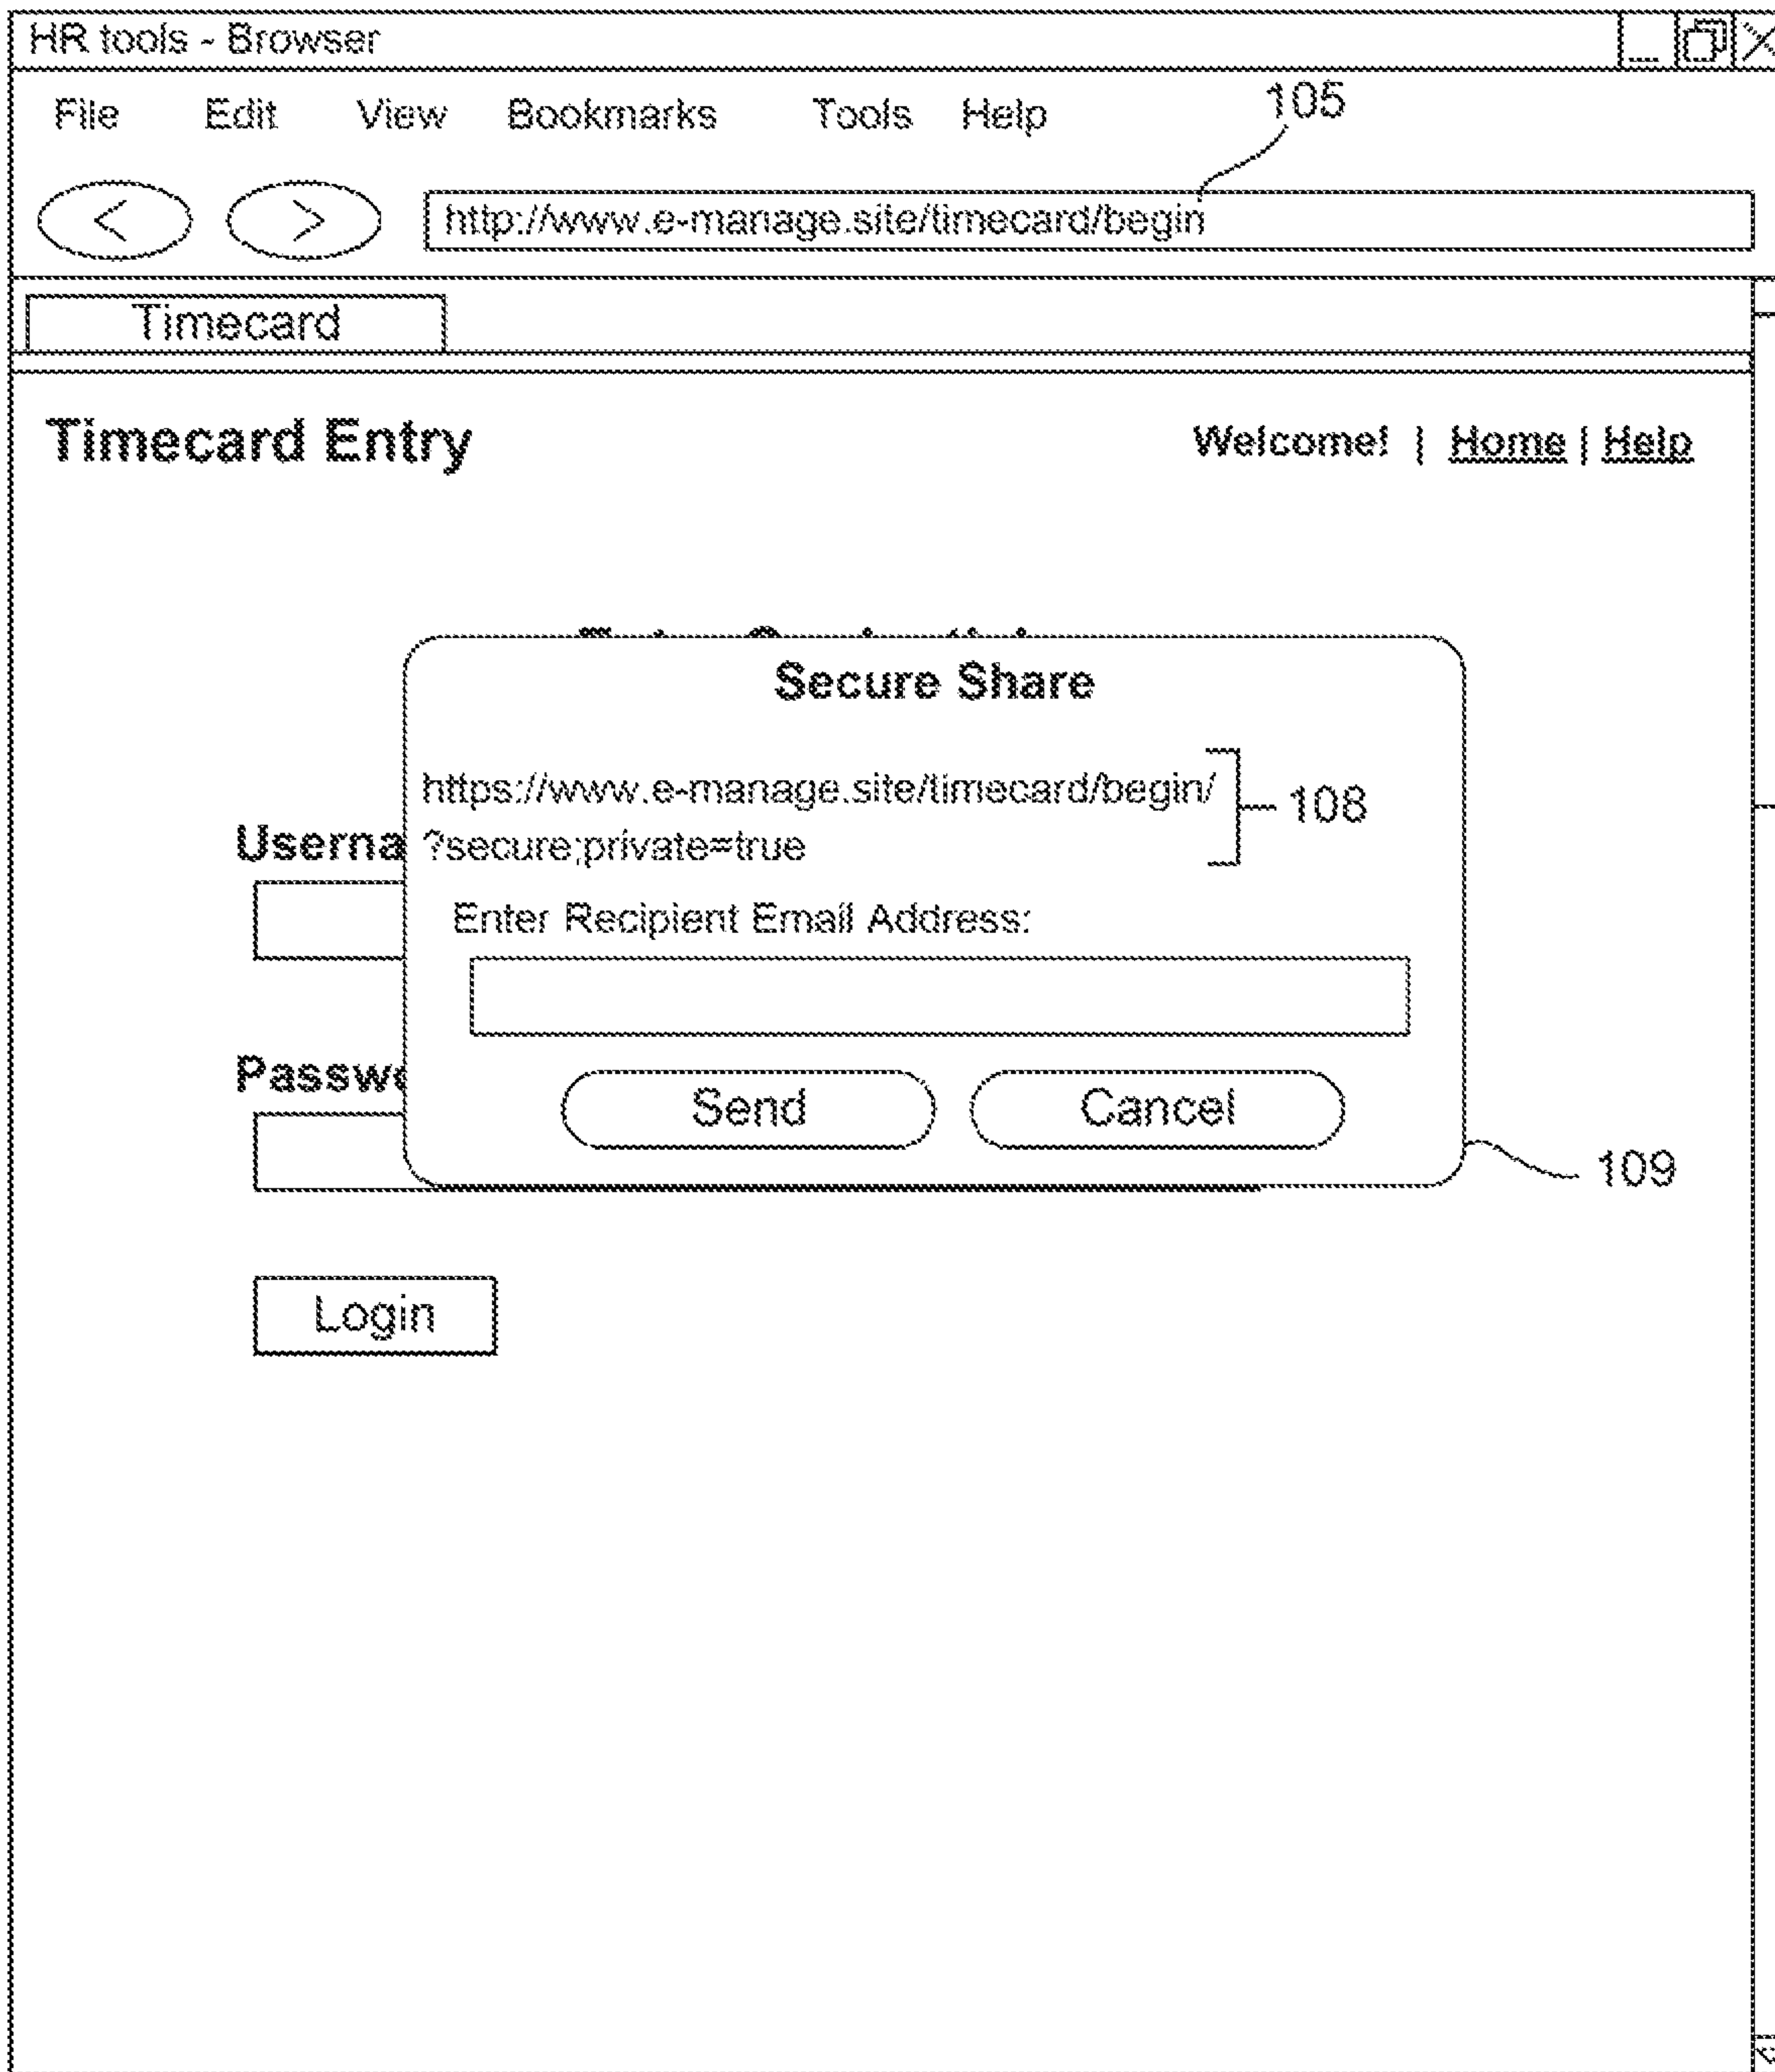 HR tools - Browser
File Edit View Bookmarks Tools Help
105
< > http://www.e-manage.site/timecard/begin
Timecard
Timecard Entry
Welcome! | Home | Help
Secure Share
https://www.e-manage.site/timecard/begin/
?secure;private=true
108
Userna
Enter Recipient Email Address:
Passw
Send Cancel
109
Login